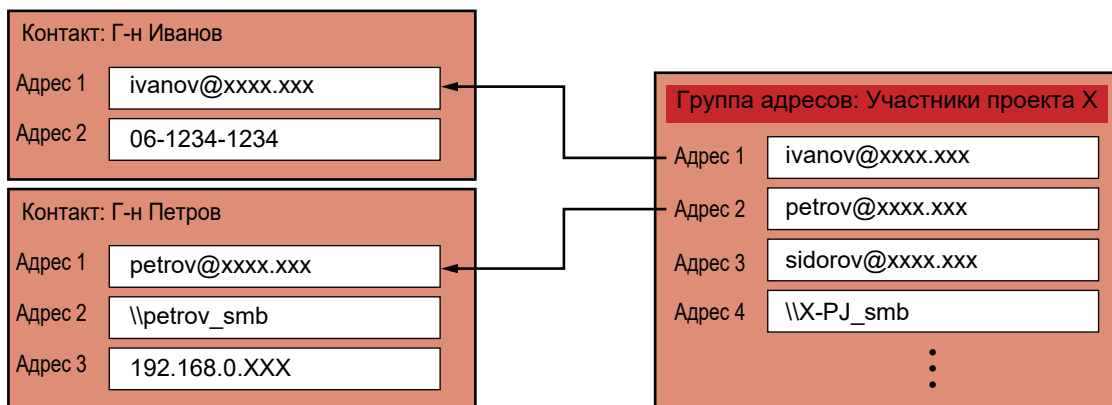 Контакт: Г-н Иванов
Адрес 1 ivanov@xxxx.xxx
Адрес 2 06-1234-1234
Контакт: Г-н Петров
Адрес 1 petrov@xxxx.xxx
Адрес 2 \\petrov_smb
Адрес 3 192.168.0.XXX
Группа адресов: Участники проекта X
Адрес 1 ivanov@xxxx.xxx
Адрес 2 petrov@xxxx.xxx
Адрес 3 sidorov@xxxx.xxx
Адрес 4 \\X-PJ_smb